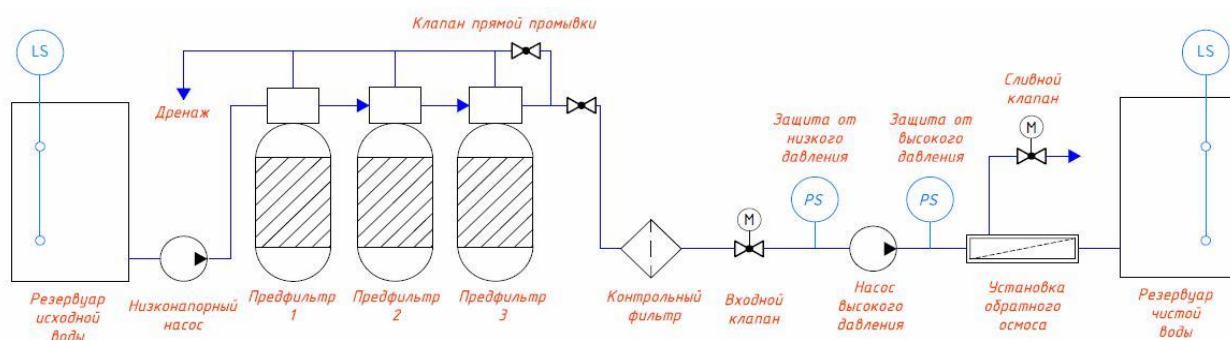 Клапан прямой промывки
LS
LS
Дренаж
Сливной
клапан
M
Защита от
низкого
давления
Защита от
высокого
давления
PS
PS
M
Резервуар
исходной
воды
Низконапорный
насос
Предфильтр
1
Предфильтр
2
Предфильтр
3
Контрольный
фильтр
Входной
клапан
Насос
высокого
давления
Установка
обратного
осмоса
Резервуар
чистой
воды